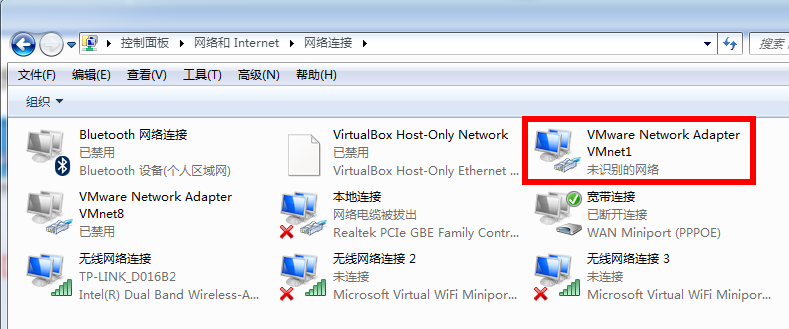 控制面板 网络和 Internet 网络连接
搜索
文件(F) 编辑(E) 查看(V) 工具(T) 高级(N) 帮助(H)
组织
Bluetooth 网络连接
已禁用
Bluetooth 设备(个人区域网)
VirtualBox Host-Only Network
已禁用
VirtualBox Host-Only Ethernet ...
VMware Network Adapter
VMnet1
未识别的网络
VMware Network Adapter
VMnet8
已禁用
本地连接
网络电缆被拔出
Realtek PCIe GBE Family Contr...
宽带连接
已断开连接
WAN Miniport (PPPOE)
无线网络连接
TP-LINK_D016B2
Intel(R) Dual Band Wireless-A...
无线网络连接 2
未连接
Microsoft Virtual WiFi Minipor...
无线网络连接 3
未连接
Microsoft Virtual WiFi Minipor...